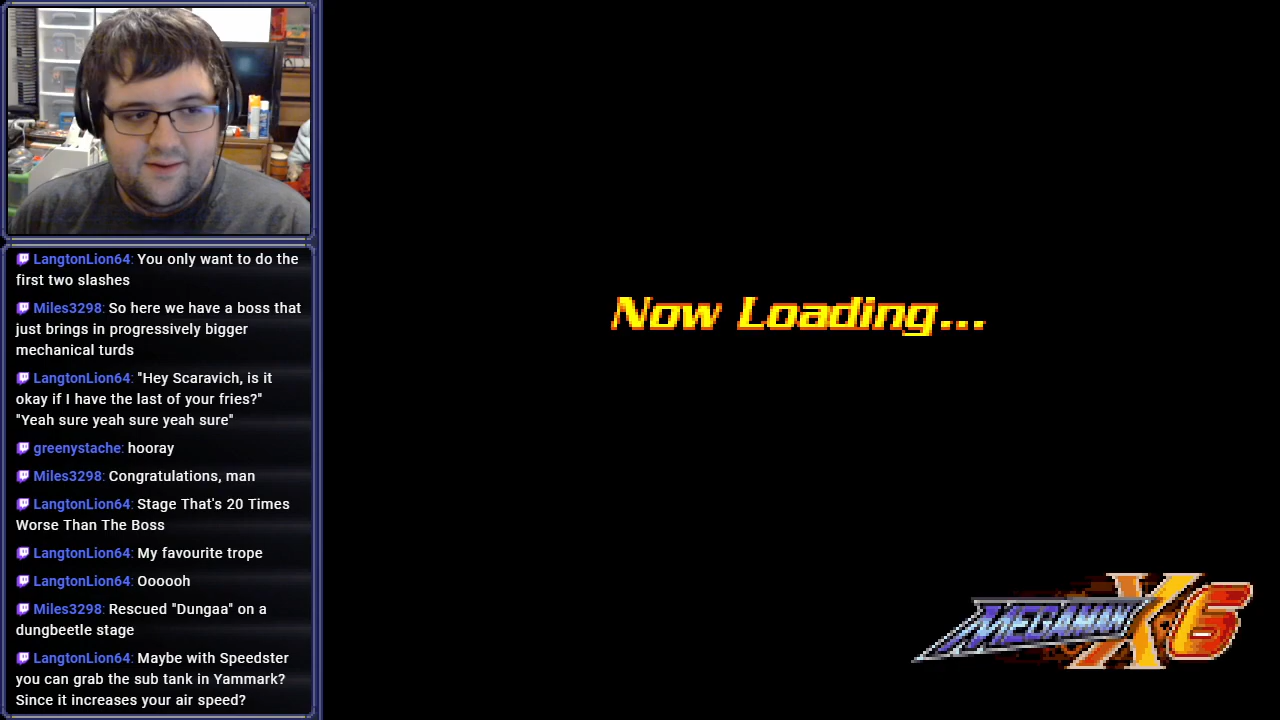 LangtonLion64: You only want to do the
first two slashes
Miles3298: So here we have a boss that
just brings in progressively bigger
mechanical turds
LangtonLion64: "Hey Scaravich, is it
okay if I have the last of your fries?"
"Yeah sure yeah sure yeah sure"
greenystache: hooray
Miles3298: Congratulations, man
LangtonLion64: Stage That's 20 Times
Worse Than The Boss
LangtonLion64: My favourite trope
LangtonLion64: Oooooh
Miles3298: Rescued "Dungaa" on a
dungbeetle stage
LangtonLion64: Maybe with Speedster
you can grab the sub tank in Yammark?
Since it increases your air speed?
Now Loading...
MEGAMAN X6